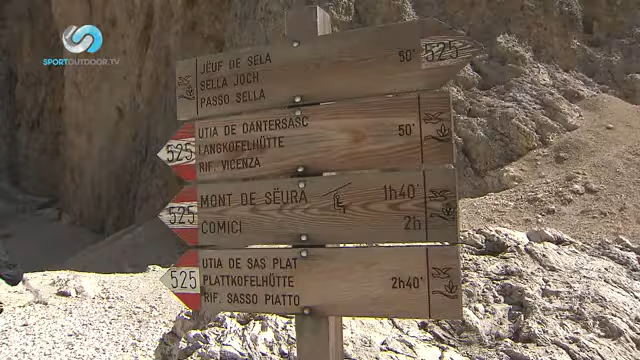 SPORTOUTDOOR.TV
JËUF DE SELA
SELLA JOCH 50' 525
PASSO SELLA
UTIA DE DANTERSASC
525 LANGKOFELHÜTTE 50'
RIF. VICENZA
525 MONT DE SËURA 1h40'
COMICI 2h
UTIA DE SAS PLAT
525 PLATTKOFELHÜTTE 2h40'
RIF. SASSO PIATTO